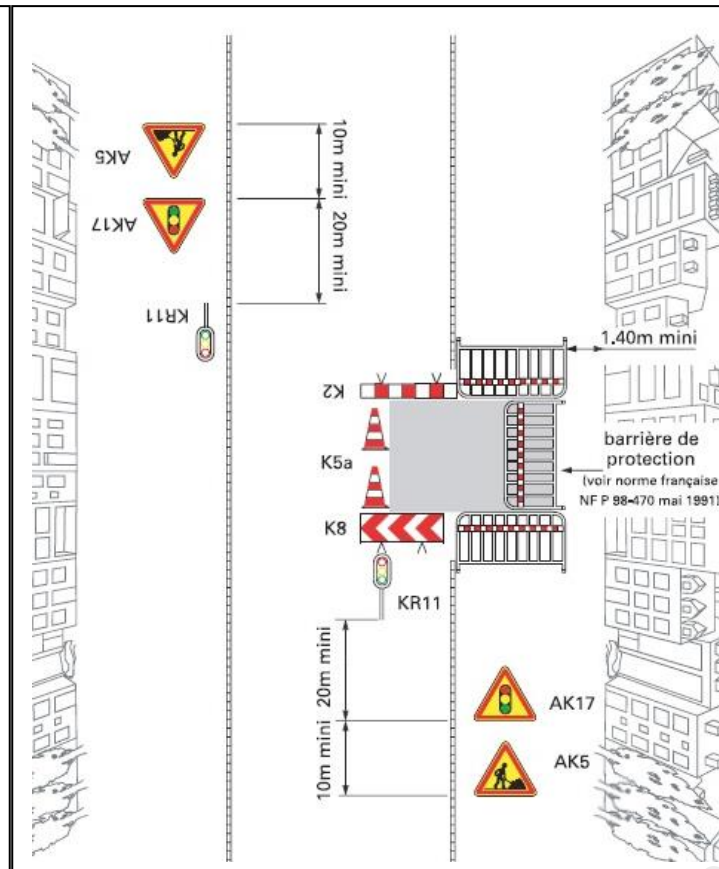 AK5
10m mini
AK17
20m mini
KR11
1.40m mini
K2
K5a
barrière de
protection
(voir norme française
NF P 98-470 mai 1991)
K8
KR11
20m mini
AK17
10m mini
AK5